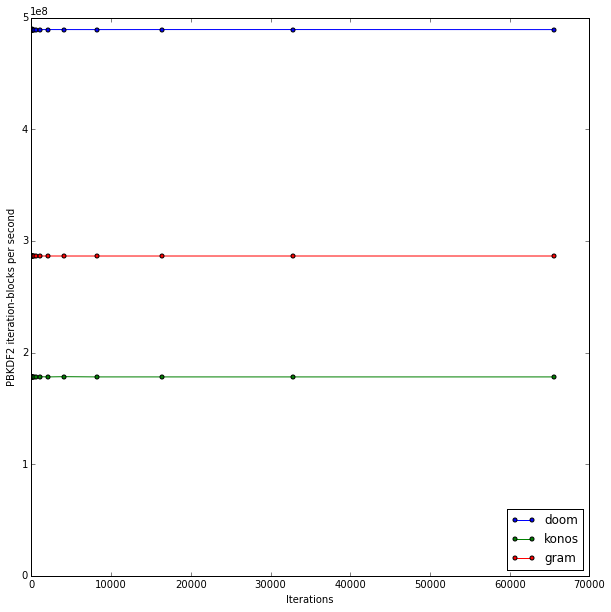 1e8
5
4
3
2
1
0
PBKDF2 iteration-blocks per second
0 10000 20000 30000 40000 50000 60000 70000
Iterations
doom
konos
gram